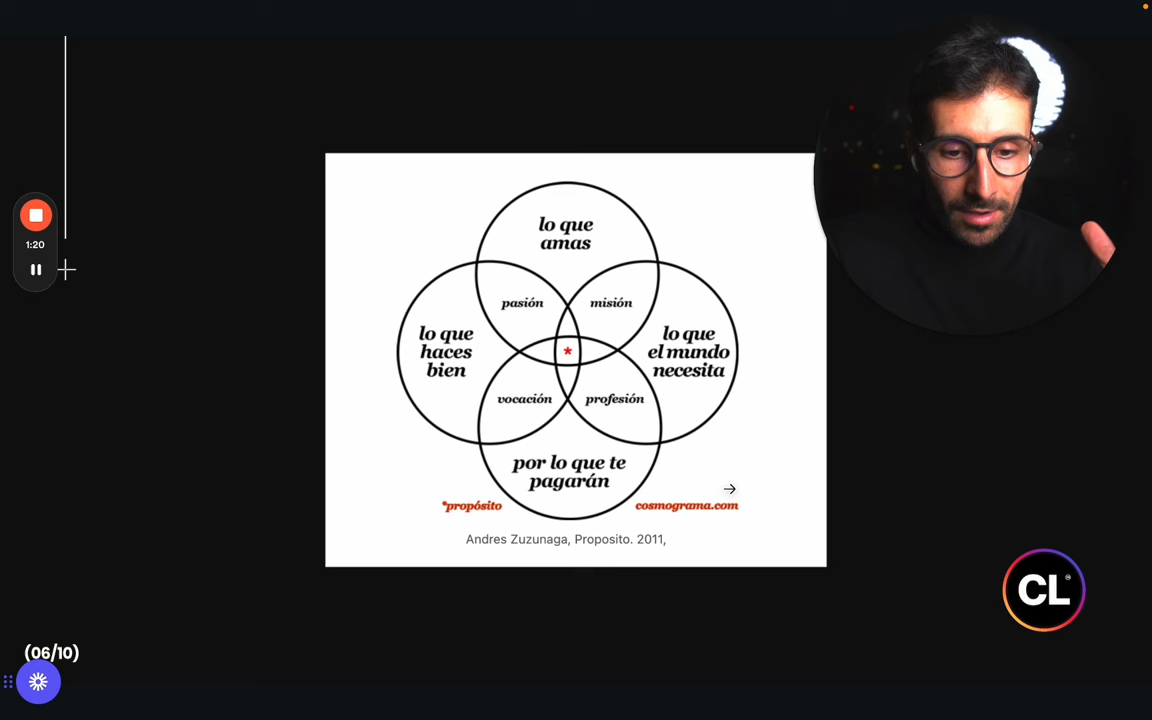 lo que
amas
pasión
misión
lo que
haces
bien
*
lo que
el mundo
necesita
vocación
profesión
por lo que te
pagarán
*propósito
cosmograma.com
Andres Zuzunaga, Proposito. 2011,
1:20
CL
(06/10)